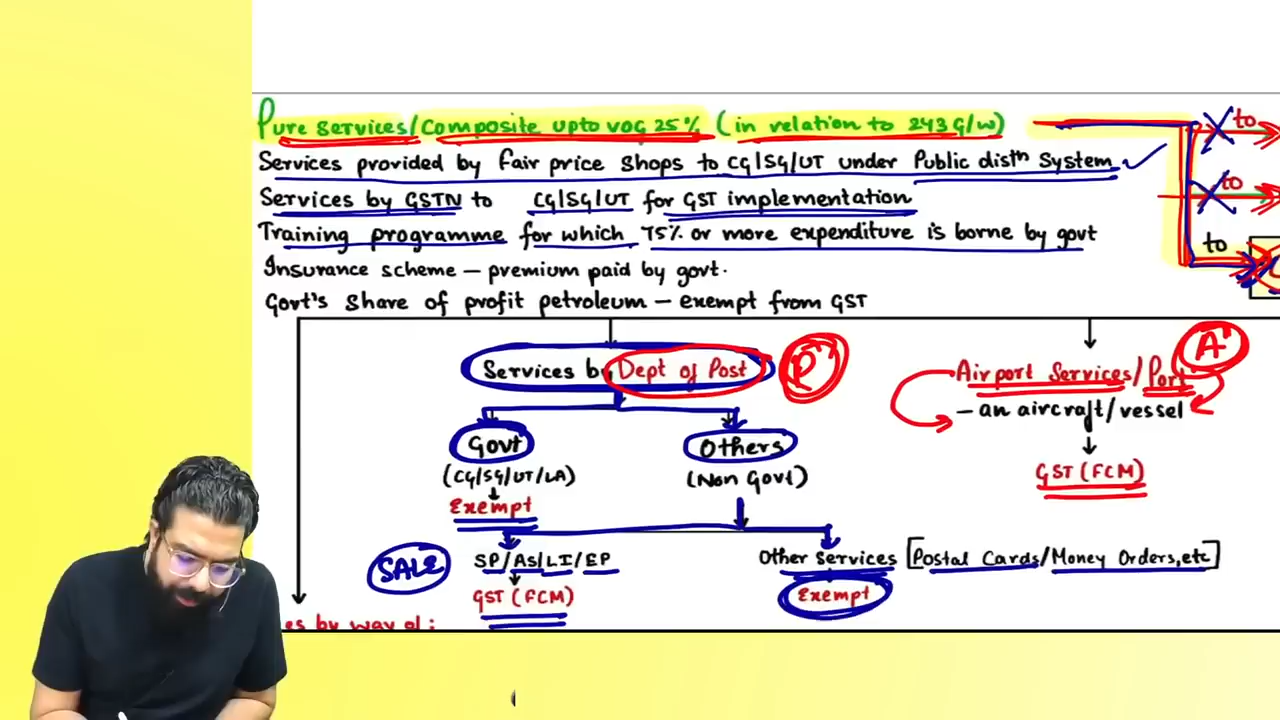 Pure services/Composite upto VOG 25% (in relation to 243G/W)
Services provided by fair price shops to CG/SG/UT under Public distn System
Services by GSTN to CG/SG/UT for GST implementation
Training programme for which 75% or more expenditure is borne by govt
Insurance scheme – premium paid by govt.
Govt's share of profit petroleum – exempt from GST
to
to
to
Services by Dept of Post
"P"
Airport Services/Port
"A"
– an aircraft/vessel
GST (FCM)
Govt
(CG/SG/UT/LA)
Exempt
Others
(Non Govt)
SALE
SP/AS/LI/EP
GST (FCM)
Other Services [Postal Cards/Money Orders,etc]
Exempt
by way of: